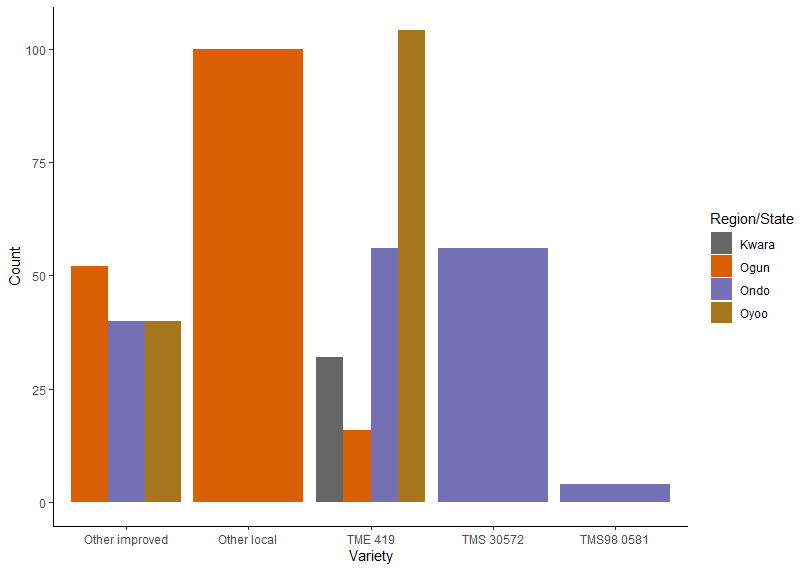 100
75
50
25
0
Count
Other improved
Other local
TME 419
TMS 30572
TMS98 0581
Variety
Region/State
Kwara
Ogun
Ondo
Oyoo